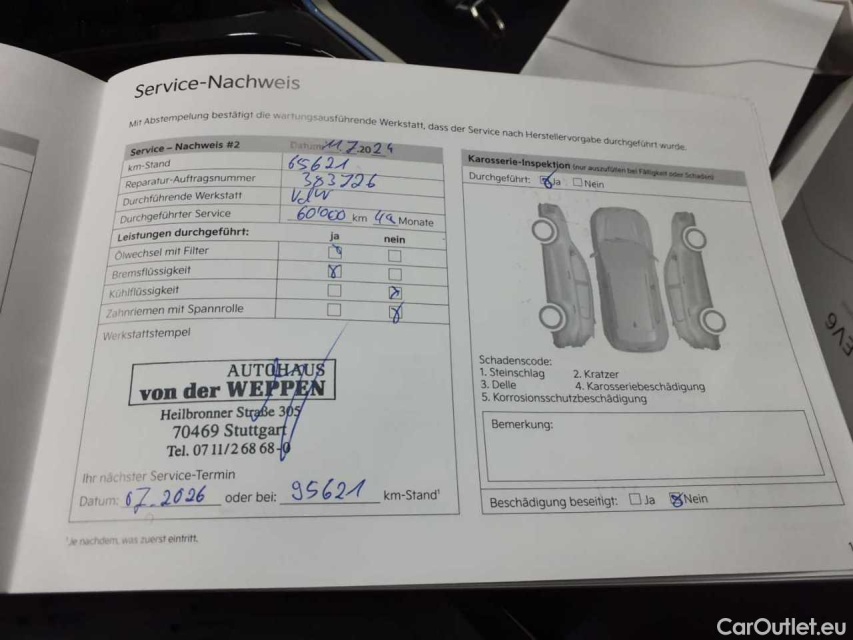 Service-Nachweis
Mit Abstempelung bestätigt die wartungsausführende Werkstatt, dass der Service nach Herstellervorgabe durchgeführt wurde.
Service – Nachweis #2 Datum 11.7.2024
km-Stand 65621
Reparatur-Auftragsnummer 383726
Durchführende Werkstatt VdW
Durchgeführter Service 60'000 km Monate
Leistungen durchgeführt: ja nein
Ölwechsel mit Filter
Bremsflüssigkeit
Kühlflüssigkeit
Zahnriemen mit Spannrolle
Werkstattstempel
AUTOHAUS
von der WEPPEN
Heilbronner Straße 305
70469 Stuttgart
Tel. 07 11/2 68 68-0
Ihr nächster Service-Termin
Datum: 07.2026 oder bei: 95621 km-Stand¹
¹Je nachdem, was zuerst eintritt.
Karosserie-Inspektion (nur auszufüllen bei Fälligkeit oder Schaden)
Durchgeführt: Ja Nein
Schadenscode:
1. Steinschlag 2. Kratzer
3. Delle 4. Karosseriebeschädigung
5. Korrosionsschutzbeschädigung
Bemerkung:
Beschädigung beseitigt: Ja Nein
1
EV6
CarOutlet.eu